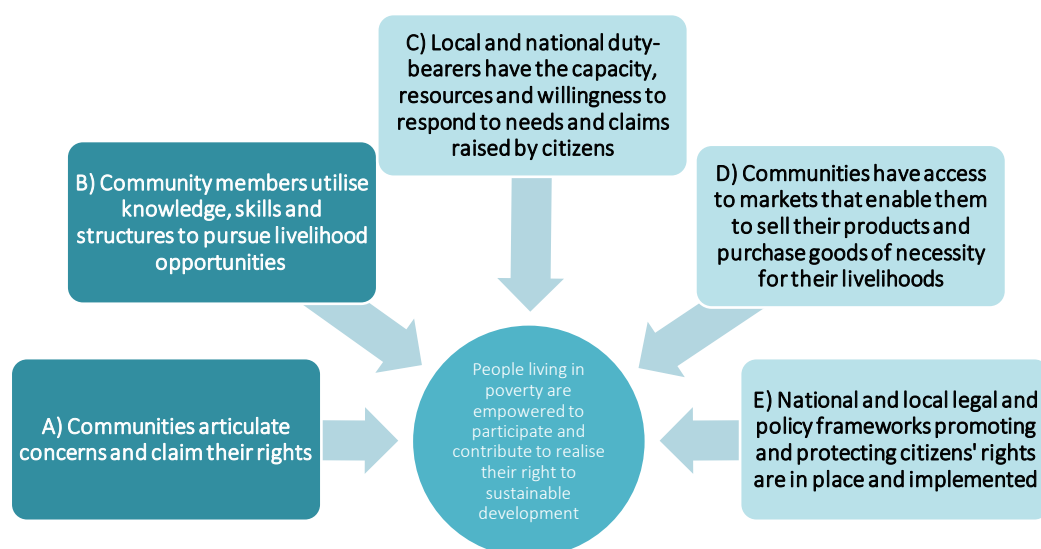 C) Local and national duty-
bearers have the capacity,
resources and willingness to
respond to needs and claims
raised by citizens
B) Community members utilise
knowledge, skills and
structures to pursue livelihood
opportunities
D) Communities have access
to markets that enable them
to sell their products and
purchase goods of necessity
for their livelihoods
A) Communities articulate
concerns and claim their rights
People living in
poverty are
empowered to
participate and
contribute to realise
their right to
sustainable
development
E) National and local legal and
policy frameworks promoting
and protecting citizens' rights
are in place and implemented